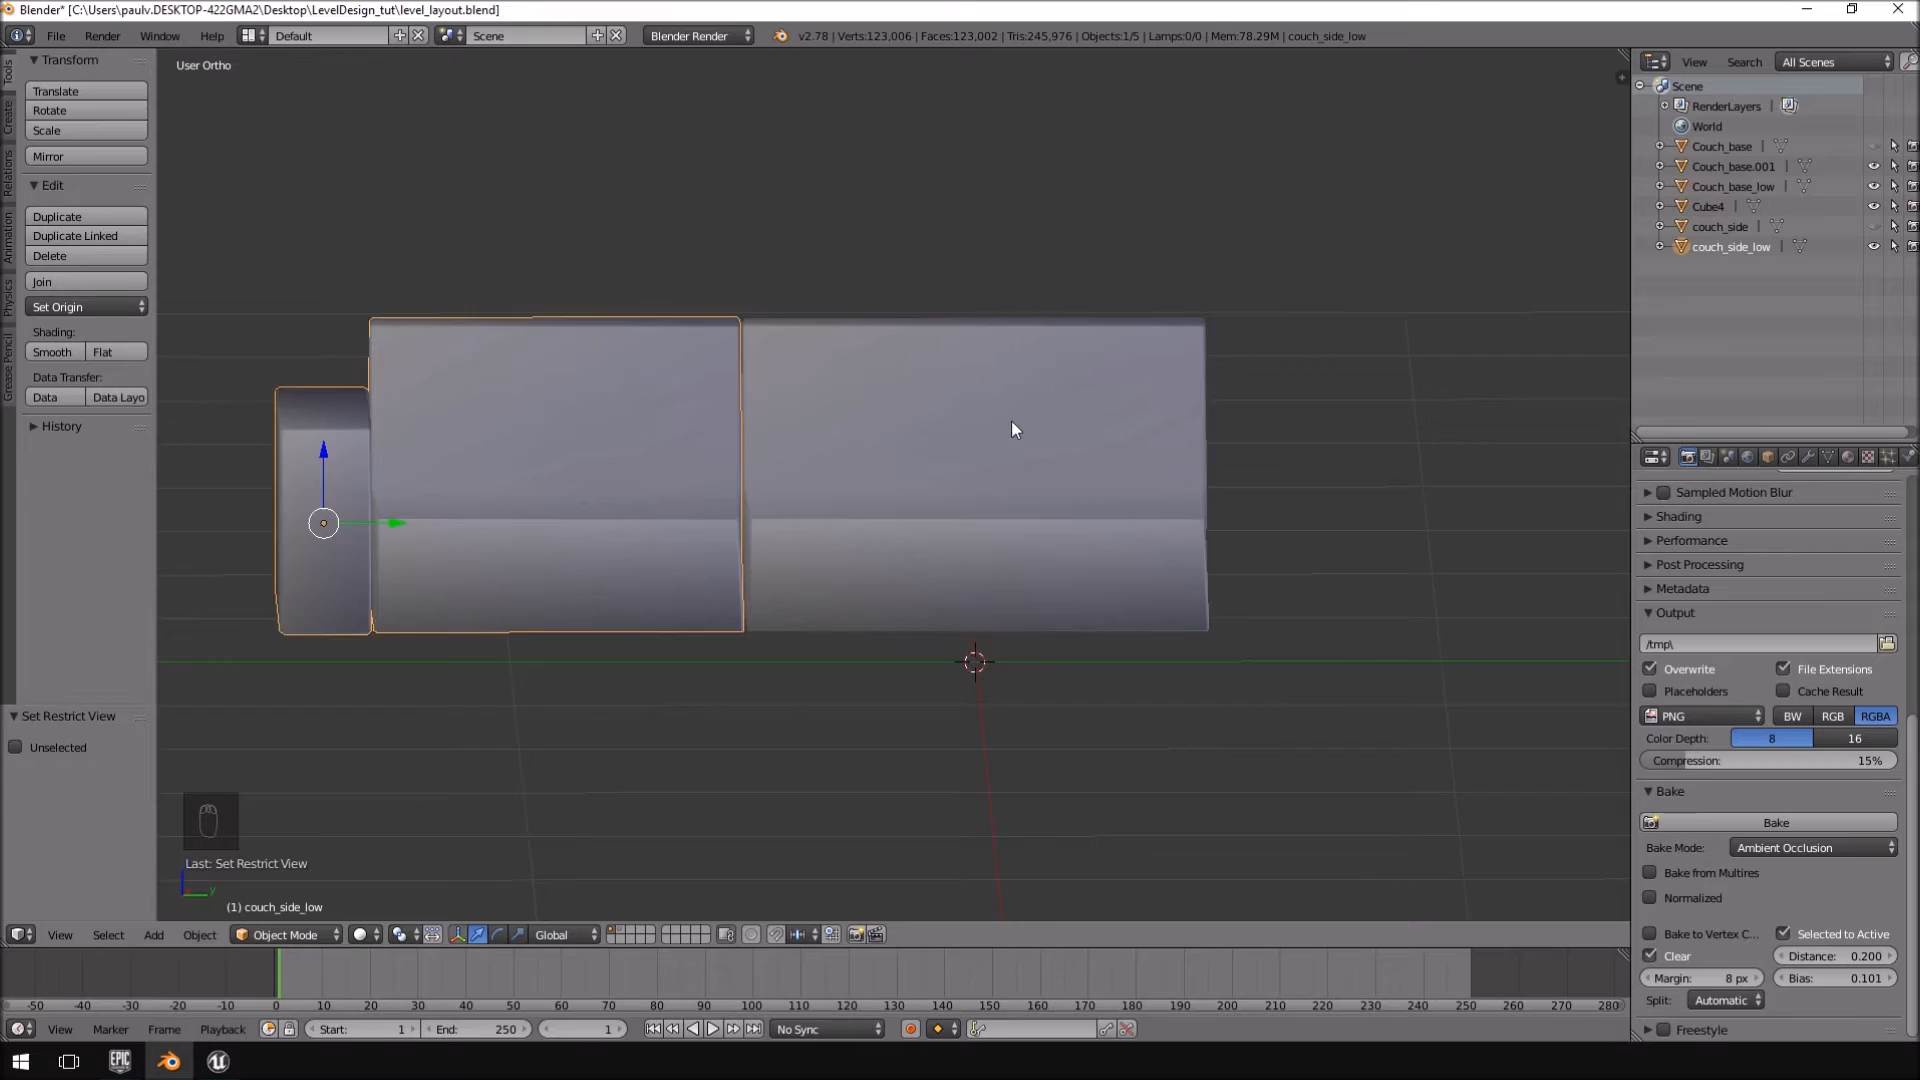 Blender* [C:\Users\paulv.DESKTOP-422GMA2\Desktop\LevelDesign_tut\level_layout.blend]
File Render Window Help Default Scene Blender Render v2.78 | Verts:123,006 | Faces:123,002 | Tris:245,976 | Objects:1/5 | Lamps:0/0 | Mem:78.29M | couch_side_low
Tools
Create
Relations
Animation
Physics
Grease Pencil
Transform
Translate
Rotate
Scale
Mirror
Edit
Duplicate
Duplicate Linked
Delete
Join
Set Origin
Shading:
Smooth Flat
Data Transfer:
Data Data Layo
History
Set Restrict View
Unselected
User Ortho
Last: Set Restrict View
y
(1) couch_side_low
View Search All Scenes
Scene
RenderLayers |
World
Couch_base |
Couch_base.001 |
Couch_base_low |
Cube4 |
couch_side |
couch_side_low |
Sampled Motion Blur
Shading
Performance
Post Processing
Metadata
Output
/tmp\
Overwrite File Extensions
Placeholders Cache Result
PNG BW RGB RGBA
Color Depth: 8 16
Compression: 15%
Bake
Bake
Bake Mode: Ambient Occlusion
Bake from Multires
Normalized
Bake to Vertex C... Selected to Active
Clear Distance: 0.200
Margin: 8 px Bias: 0.101
Split: Automatic
Freestyle
View Select Add Object Object Mode Global
-50 -40 -30 -20 -10 0 10 20 30 40 50 60 70 80 90 100 110 120 130 140 150 160 170 180 190 200 210 220 230 240 250 260 270 280
View Marker Frame Playback Start: 1 End: 250 1 No Sync
EPIC